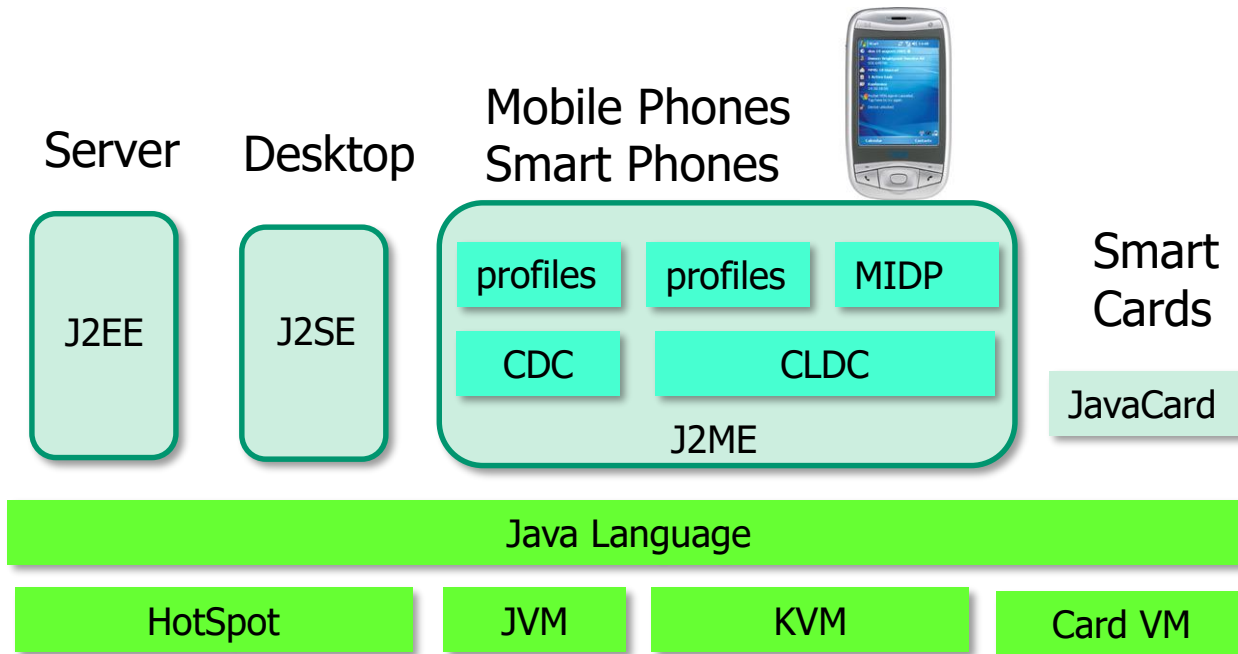 Server
Desktop
Mobile Phones
Smart Phones
J2EE
J2SE
profiles
profiles
MIDP
CDC
CLDC
J2ME
Smart
Cards
JavaCard
Java Language
HotSpot
JVM
KVM
Card VM